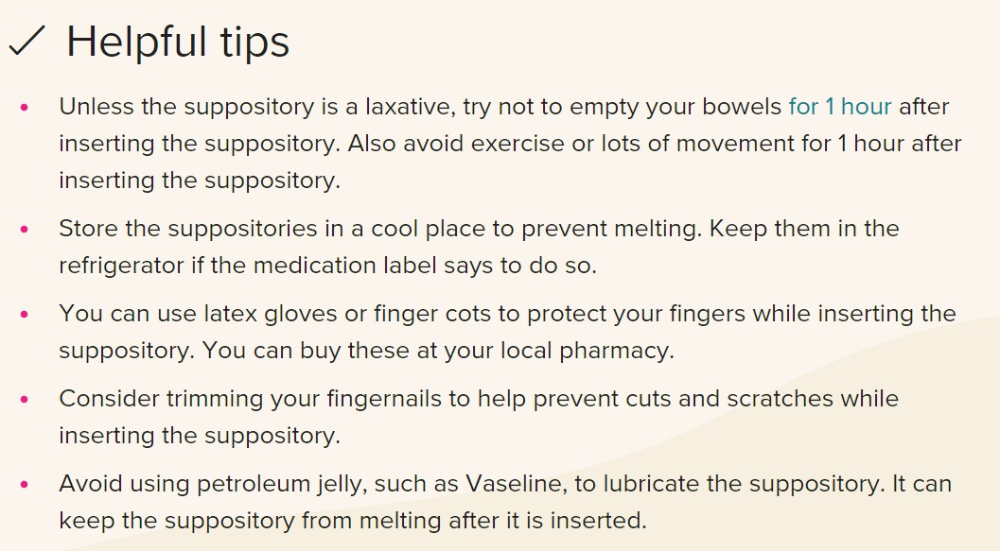 Helpful tips
Unless the suppository is a laxative, try not to empty your bowels for 1 hour after
inserting the suppository. Also avoid exercise or lots of movement for 1 hour after
inserting the suppository.
Store the suppositories in a cool place to prevent melting. Keep them in the
refrigerator if the medication label says to do so.
You can use latex gloves or finger cots to protect your fingers while inserting the
suppository. You can buy these at your local pharmacy.
Consider trimming your fingernails to help prevent cuts and scratches while
inserting the suppository.
Avoid using petroleum jelly, such as Vaseline, to lubricate the suppository. It can
keep the suppository from melting after it is inserted.